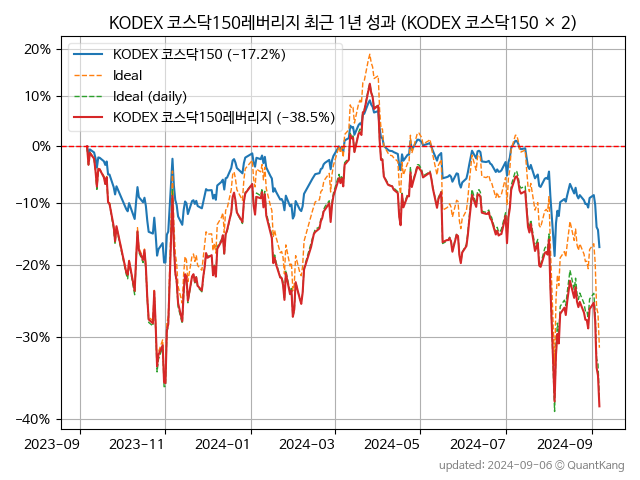 KODEX 코스닥150레버리지 최근 1년 성과 (KODEX 코스닥150 × 2)
KODEX 코스닥150 (−17.2%)
Ideal
Ideal (daily)
KODEX 코스닥150레버리지 (−38.5%)
20%
10%
0%
−10%
−20%
−30%
−40%
2023-09
2023-11
2024-01
2024-03
2024-05
2024-07
2024-09
updated: 2024-09-06 © QuantKang